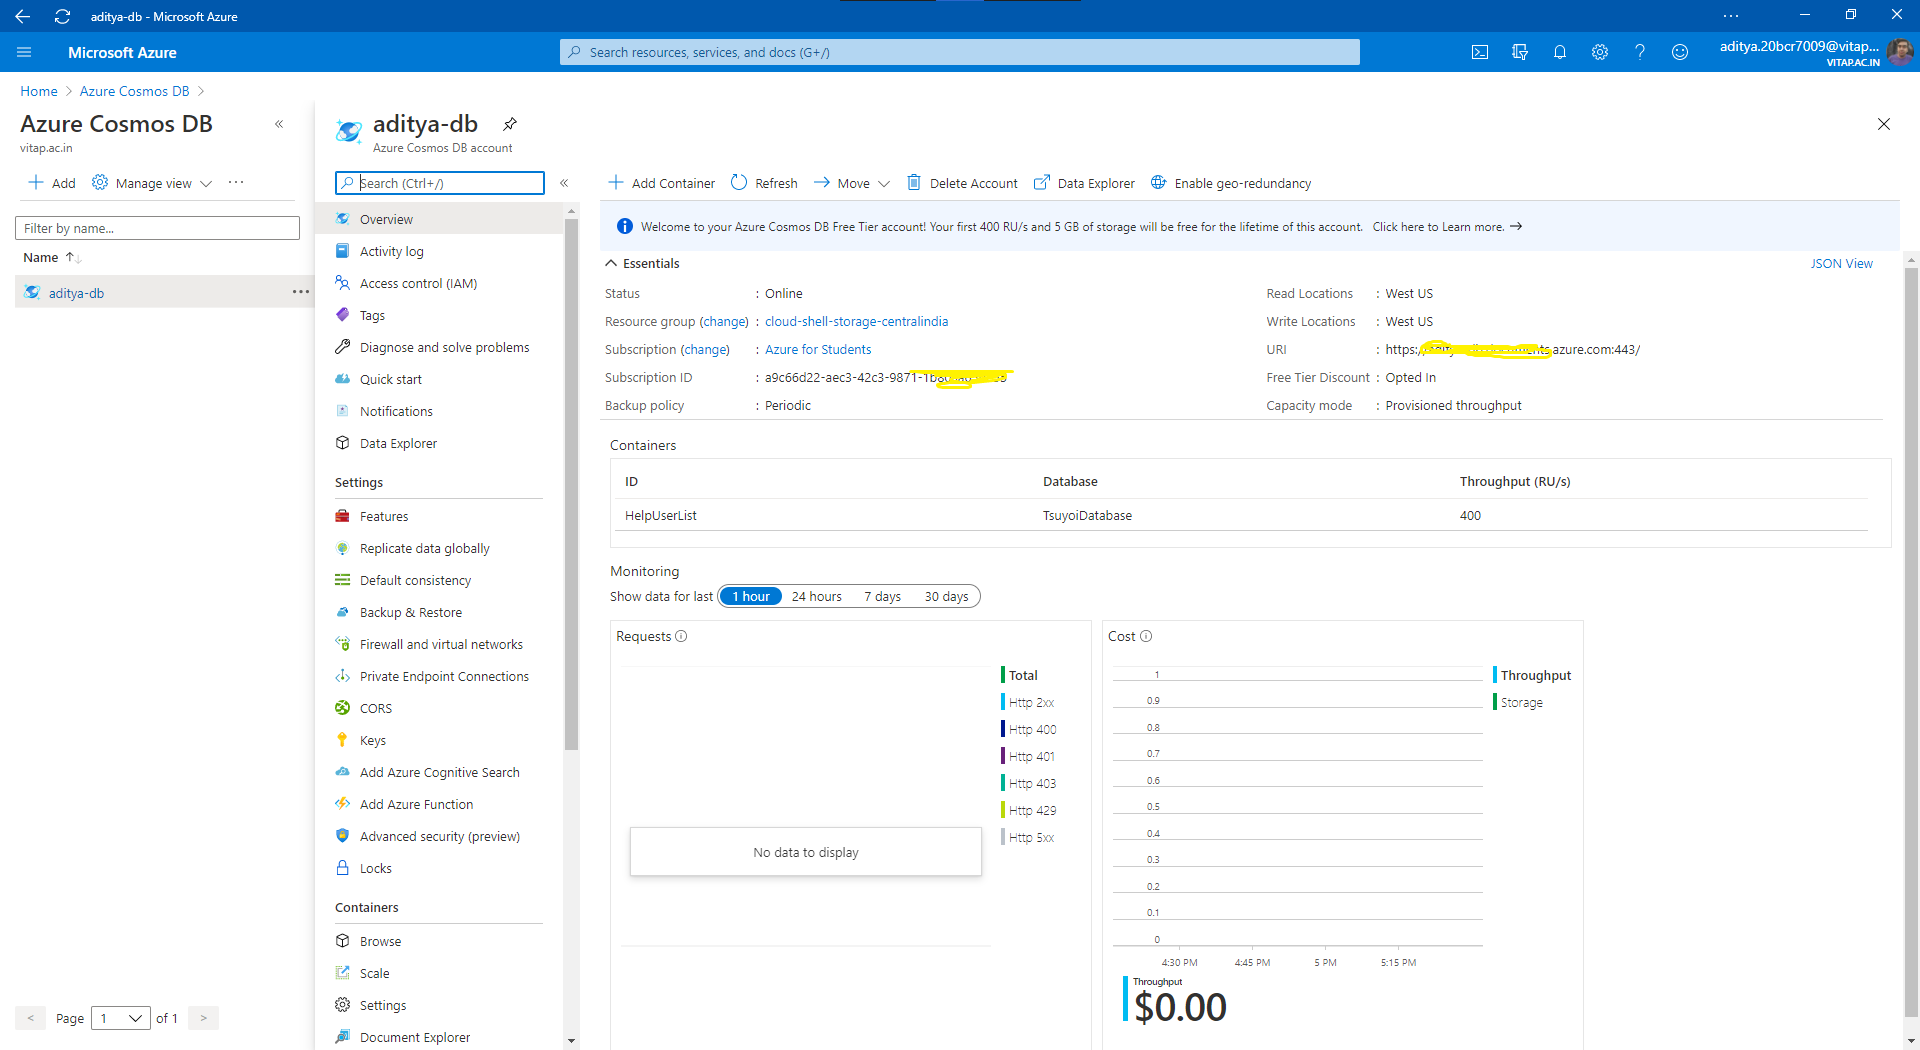 aditya-db - Microsoft Azure
Microsoft Azure
Search resources, services, and docs (G+/)
aditya.20bcr7009@vitap...
VITAP.AC.IN
Home > Azure Cosmos DB >
Azure Cosmos DB
vitap.ac.in
Add
Manage view
Filter by name...
Name
aditya-db
Page 1 of 1
aditya-db
Azure Cosmos DB account
Search (Ctrl+/)
Overview
Activity log
Access control (IAM)
Tags
Diagnose and solve problems
Quick start
Notifications
Data Explorer
Settings
Features
Replicate data globally
Default consistency
Backup & Restore
Firewall and virtual networks
Private Endpoint Connections
CORS
Keys
Add Azure Cognitive Search
Add Azure Function
Advanced security (preview)
Locks
Containers
Browse
Scale
Settings
Document Explorer
Add Container
Refresh
Move
Delete Account
Data Explorer
Enable geo-redundancy
Welcome to your Azure Cosmos DB Free Tier account! Your first 400 RU/s and 5 GB of storage will be free for the lifetime of this account. Click here to Learn more. →
Essentials
JSON View
Status : Online
Resource group (change) : cloud-shell-storage-centralindia
Subscription (change) : Azure for Students
Subscription ID : a9c66d22-aec3-42c3-9871-
Backup policy : Periodic
Read Locations : West US
Write Locations : West US
URI : https:/ .azure.com:443/
Free Tier Discount : Opted In
Capacity mode : Provisioned throughput
Containers
ID Database Throughput (RU/s)
HelpUserList TsuyoiDatabase 400
Monitoring
Show data for last 1 hour 24 hours 7 days 30 days
Requests
Total
Http 2xx
Http 400
Http 401
Http 403
Http 429
Http 5xx
No data to display
Cost
Throughput
Storage
1
0.9
0.8
0.7
0.6
0.5
0.4
0.3
0.2
0.1
0
4:30 PM 4:45 PM 5 PM 5:15 PM
Throughput
$0.00